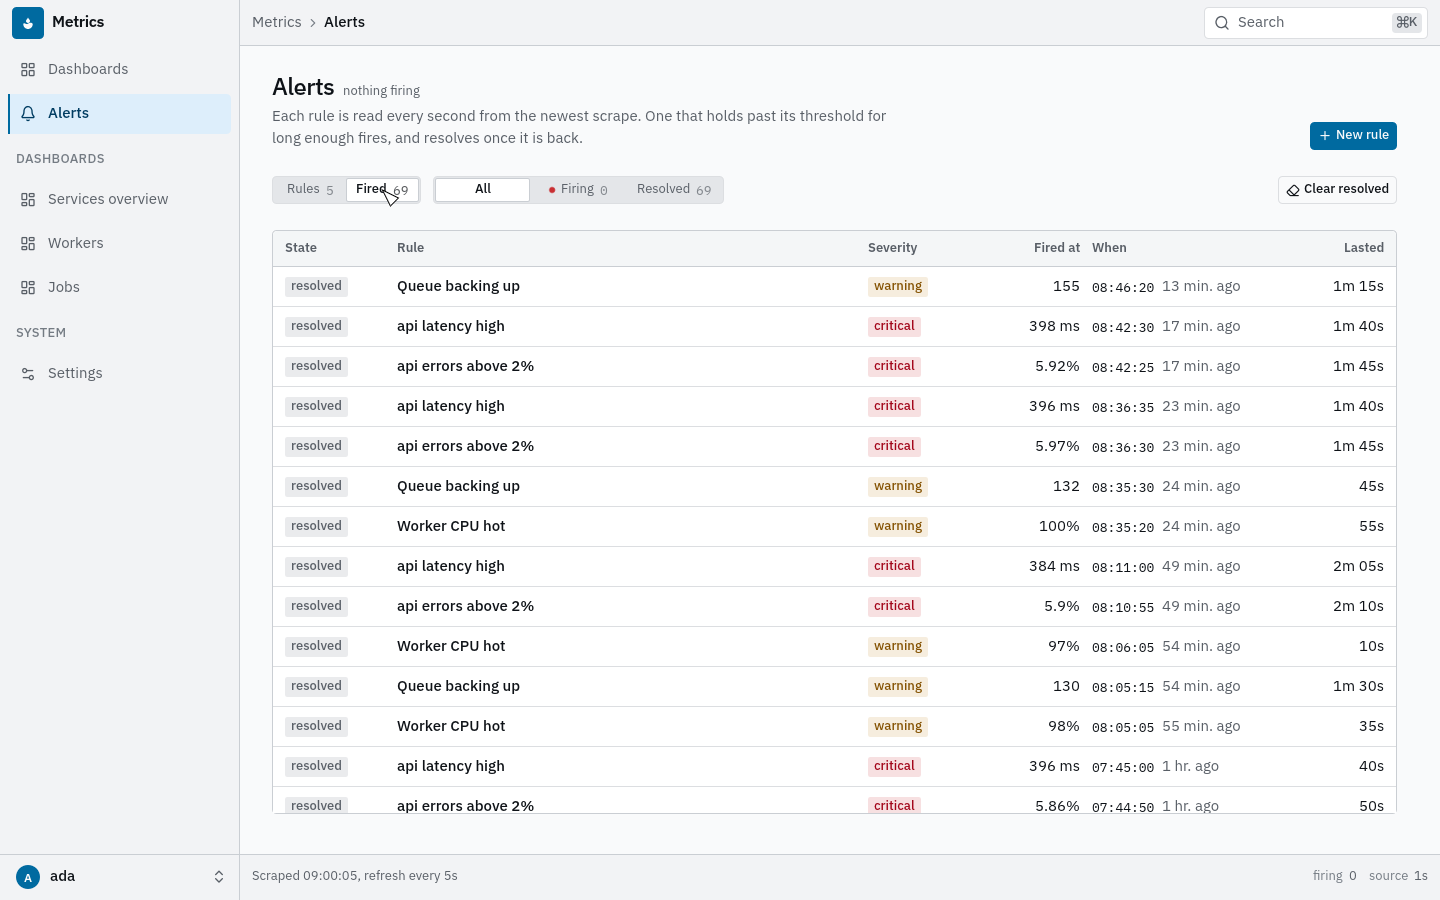 Metrics
Dashboards
Alerts
DASHBOARDS
Services overview
Workers
Jobs
SYSTEM
Settings
A ada
Metrics > Alerts
Search ⌘K
Alerts nothing firing
Each rule is read every second from the newest scrape. One that holds past its threshold for
long enough fires, and resolves once it is back.
+ New rule
Rules 5 Fired 69 All Firing 0 Resolved 69
Clear resolved
State Rule Severity Fired at When Lasted
resolved Queue backing up warning 155 08:46:20 13 min. ago 1m 15s
resolved api latency high critical 398 ms 08:42:30 17 min. ago 1m 40s
resolved api errors above 2% critical 5.92% 08:42:25 17 min. ago 1m 45s
resolved api latency high critical 396 ms 08:36:35 23 min. ago 1m 40s
resolved api errors above 2% critical 5.97% 08:36:30 23 min. ago 1m 45s
resolved Queue backing up warning 132 08:35:30 24 min. ago 45s
resolved Worker CPU hot warning 100% 08:35:20 24 min. ago 55s
resolved api latency high critical 384 ms 08:11:00 49 min. ago 2m 05s
resolved api errors above 2% critical 5.9% 08:10:55 49 min. ago 2m 10s
resolved Worker CPU hot warning 97% 08:06:05 54 min. ago 10s
resolved Queue backing up warning 130 08:05:15 54 min. ago 1m 30s
resolved Worker CPU hot warning 98% 08:05:05 55 min. ago 35s
resolved api latency high critical 396 ms 07:45:00 1 hr. ago 40s
resolved api errors above 2% critical 5.86% 07:44:50 1 hr. ago 50s
Scraped 09:00:05, refresh every 5s
firing 0 source 1s